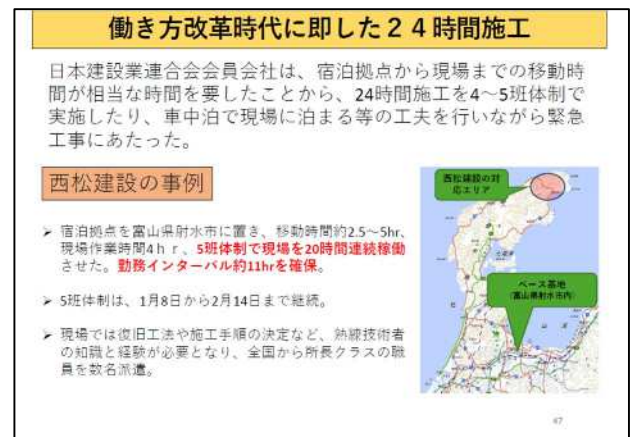 働き方改革時代に即した２４時間施工
日本建設業連合会会員会社は、宿泊拠点から現場までの移動時
間が相当な時間を要したことから、24時間施工を4～5班体制で
実施したり、車中泊で現場に泊まる等の工夫を行いながら緊急
工事にあたった。
西松建設の事例
西松建設の対
応エリア
➢ 宿泊拠点を富山県射水市に置き、移動時間約2.5～5hr、
現場作業時間4ｈｒ、5班体制で現場を20時間連続稼働
させた。勤務インターバル約11hrを確保。
➢ 5班体制は、1月8日から2月14日まで継続。
➢ 現場では復旧工法や施工手順の決定など、熟練技術者
の知識と経験が必要となり、全国から所長クラスの職
員を数名派遣。
ベース基地
(富山県射水市内)
47